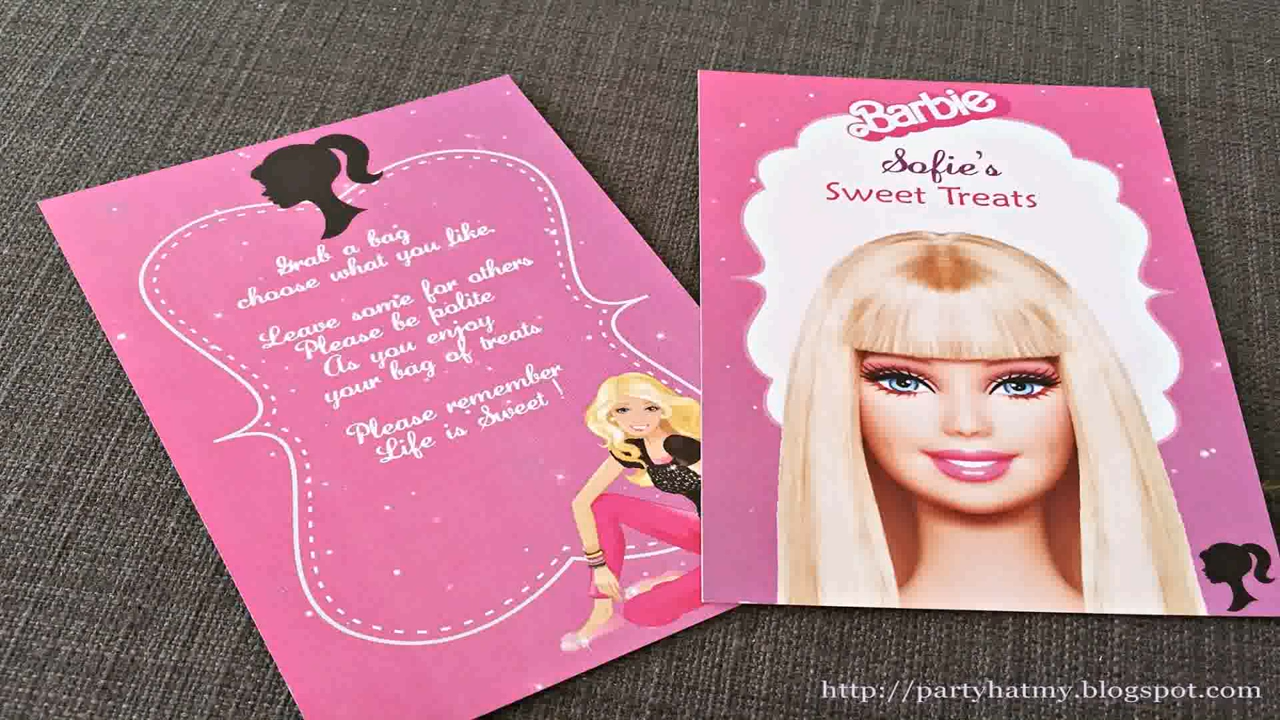 Grab a bag
choose what you like.
Leave some for others
Please be polite
As you enjoy
your bag of treats
Please remember
Life is Sweet !
Barbie
Sofie's
Sweet Treats
http://partyhatmy.blogspot.com